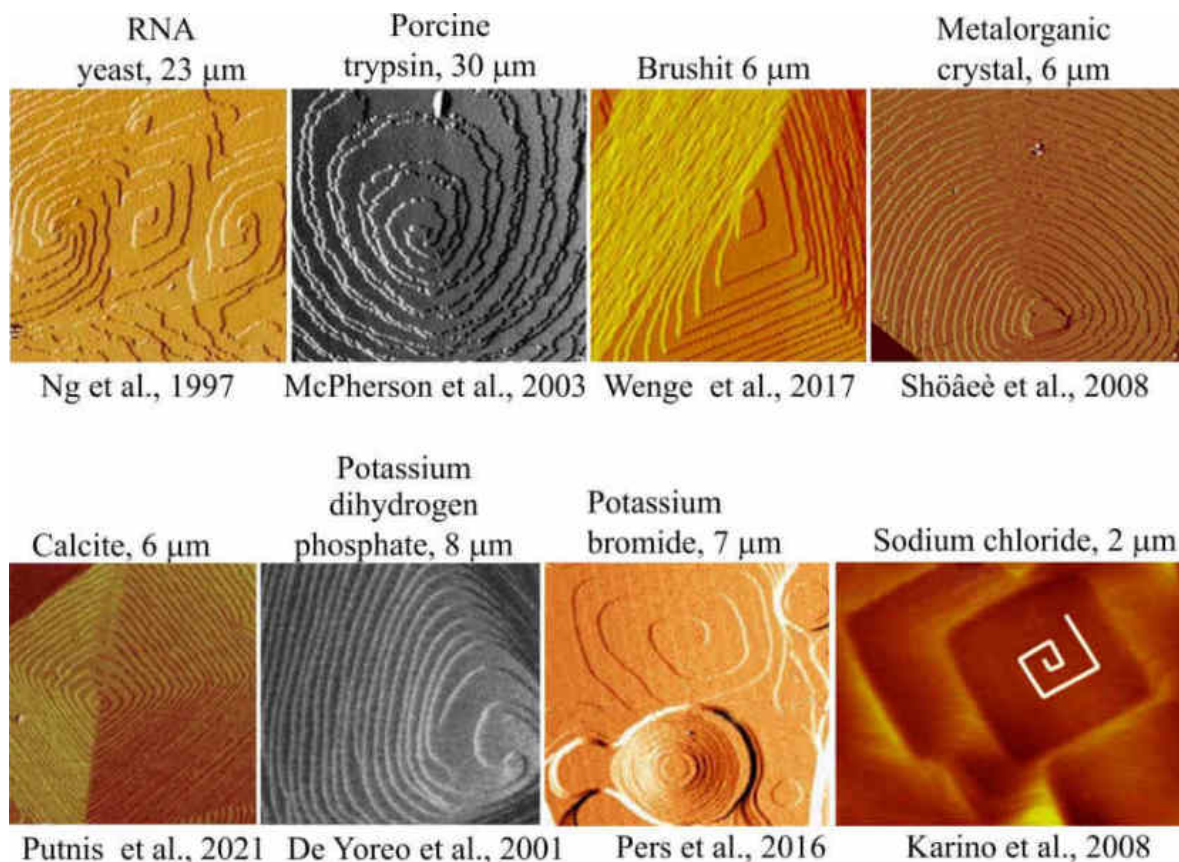 RNA
yeast, 23 μm
Porcine
trypsin, 30 μm
Brushit 6 μm
Metalorganic
crystal, 6 μm
Ng et al., 1997
McPherson et al., 2003
Wenge et al., 2017
Shöâeè et al., 2008
Calcite, 6 μm
Potassium
dihydrogen
phosphate, 8 μm
Potassium
bromide, 7 μm
Sodium chloride, 2 μm
Putnis et al., 2021
De Yoreo et al., 2001
Pers et al., 2016
Karino et al., 2008